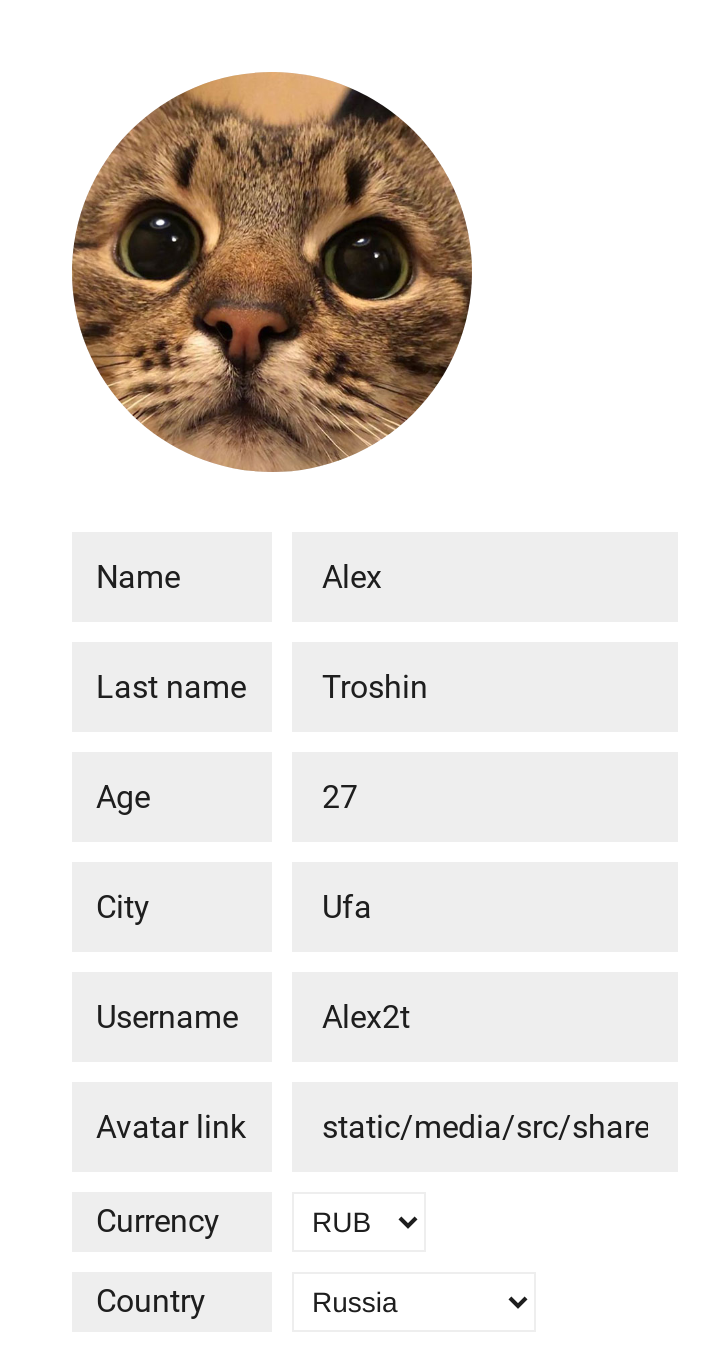 Name Alex
Last name Troshin
Age 27
City Ufa
Username Alex2t
Avatar link static/media/src/share
Currency RUB
Country Russia